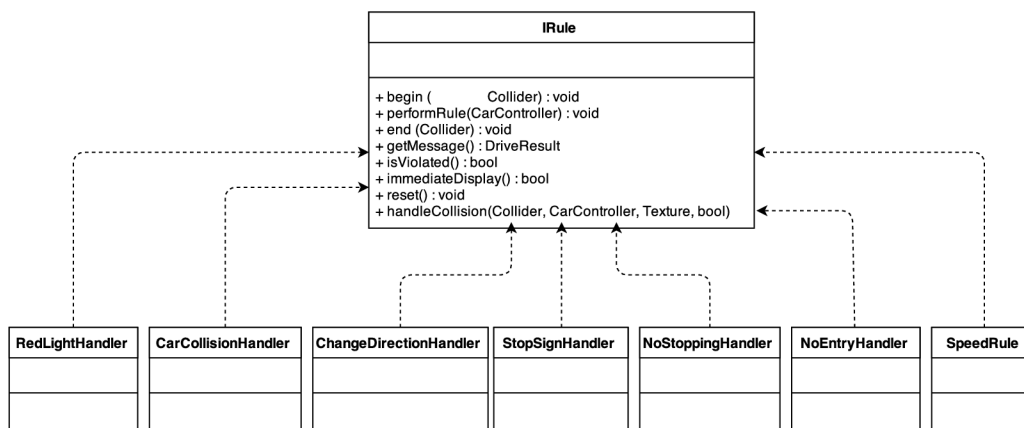 IRule
+ begin ( Collider) : void
+ performRule(CarController) : void
+ end (Collider) : void
+ getMessage() : DriveResult
+ isViolated() : bool
+ immediateDisplay() : bool
+ reset() : void
+ handleCollision(Collider, CarController, Texture, bool)
RedLightHandler
CarCollisionHandler
ChangeDirectionHandler
StopSignHandler
NoStoppingHandler
NoEntryHandler
SpeedRule